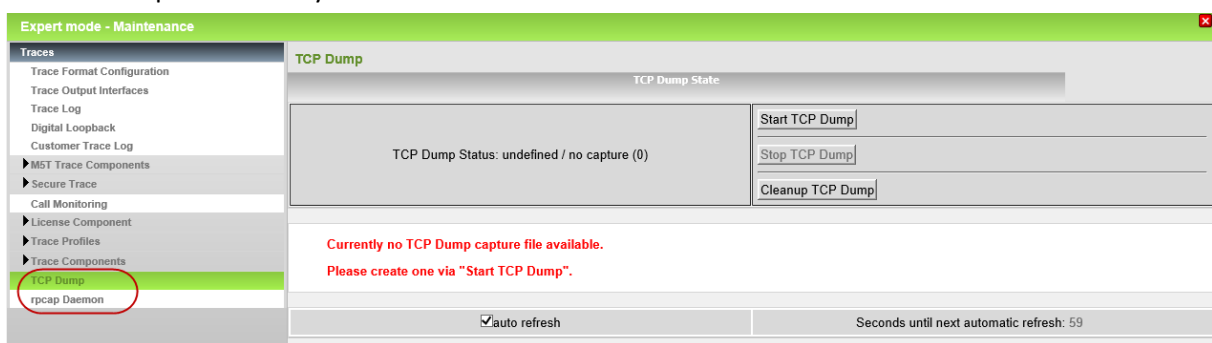 Expert mode - Maintenance
Traces
Trace Format Configuration
Trace Output Interfaces
Trace Log
Digital Loopback
Customer Trace Log
M5T Trace Components
Secure Trace
Call Monitoring
License Component
Trace Profiles
Trace Components
TCP Dump
rpcap Daemon
TCP Dump
TCP Dump State
TCP Dump Status: undefined / no capture (0)
Start TCP Dump
Stop TCP Dump
Cleanup TCP Dump
Currently no TCP Dump capture file available.
Please create one via "Start TCP Dump".
auto refresh
Seconds until next automatic refresh: 59